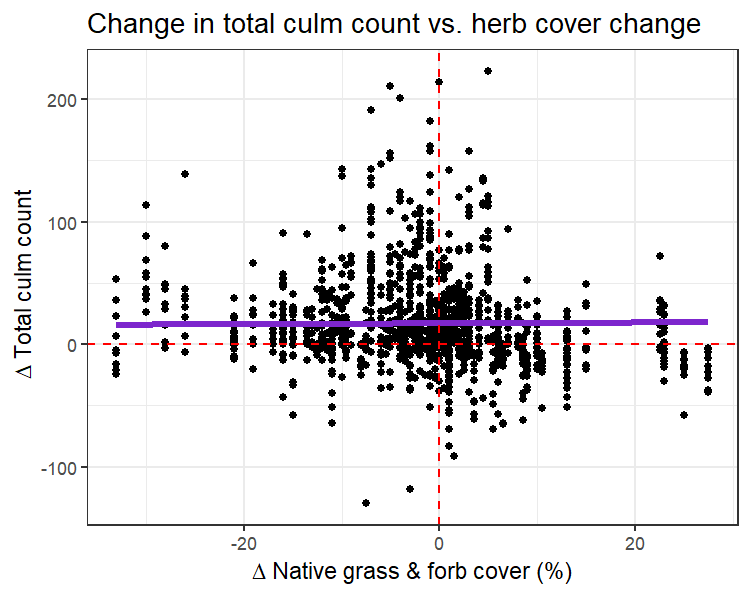 Change in total culm count vs. herb cover change
Δ Total culm count
200
100
0
-100
-20
0
20
Δ Native grass & forb cover (%)